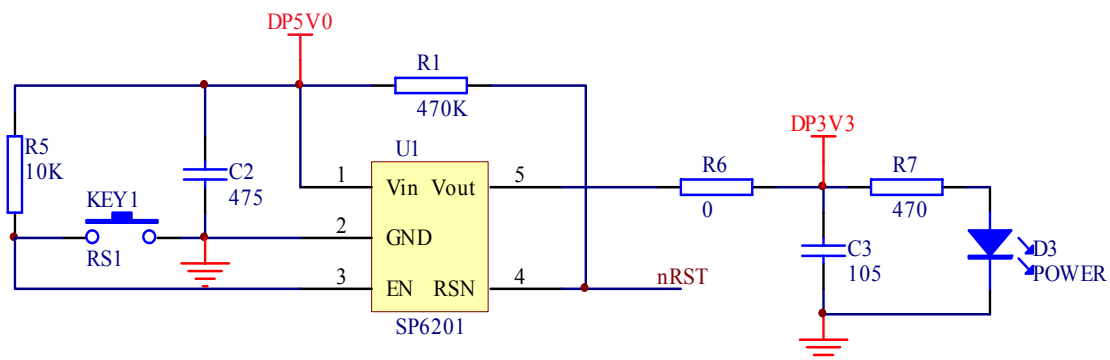 DP5V0
R1
470K
R5
10K
C2
475
KEY1
RS1
U1
1
Vin
Vout
5
2
GND
3
EN
RSN
4
SP6201
nRST
R6
0
DP3V3
R7
470
C3
105
D3
POWER